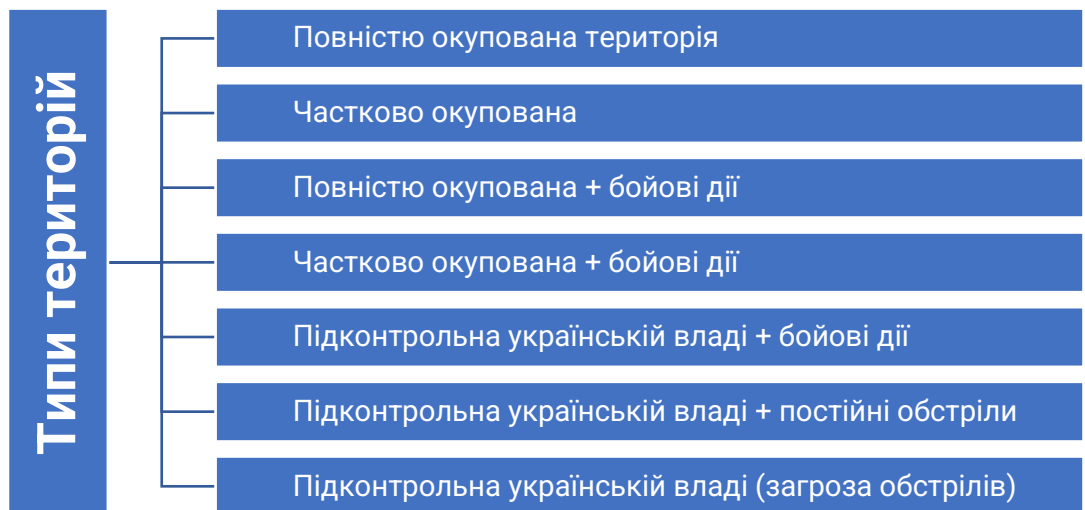 Типи територій
Повністю окупована територія
Частково окупована
Повністю окупована + бойові дії
Частково окупована + бойові дії
Підконтрольна українській владі + бойові дії
Підконтрольна українській владі + постійні обстріли
Підконтрольна українській владі (загроза обстрілів)